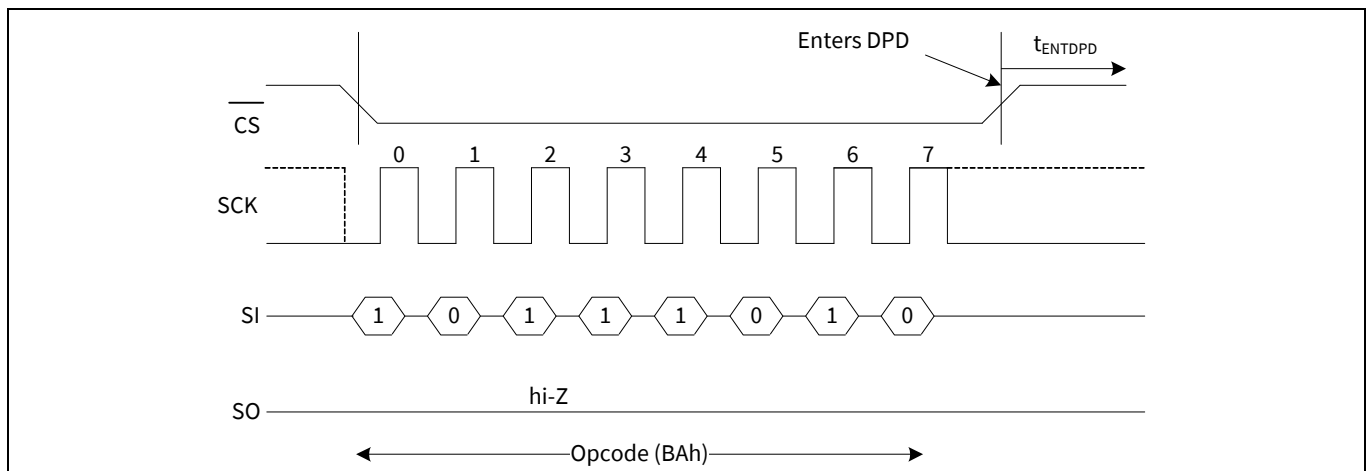 Enters DPD
tENTDPD
CS
0 1 2 3 4 5 6 7
SCK
SI 1 0 1 1 1 0 1 0
hi-Z
SO
Opcode (BAh)